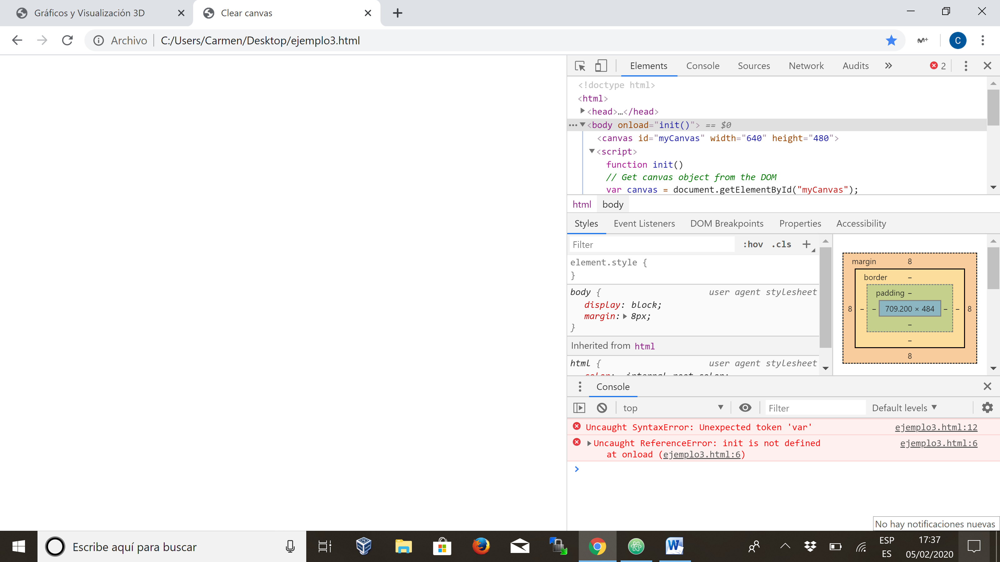 Gráficos y Visualización 3D
Clear canvas
Archivo
C:/Users/Carmen/Desktop/ejemplo3.html
C
Elements
Console
Sources
Network
Audits
2
<!doctype html>
<html>
<head>…</head>
<body onload="init()"> == $0
<canvas id="myCanvas" width="640" height="480">
<script>
function init()
// Get canvas object from the DOM
var canvas = document.getElementById("myCanvas");
html
body
Styles
Event Listeners
DOM Breakpoints
Properties
Accessibility
Filter
:hov
.cls
element.style {
}
body {
user agent stylesheet
display: block;
margin: 8px;
}
Inherited from html
html {
user agent stylesheet
margin
8
border
–
padding –
8
–
–
709.200 × 484
–
–
8
–
–
8
Console
top
Filter
Default levels
Uncaught SyntaxError: Unexpected token 'var'
ejemplo3.html:12
Uncaught ReferenceError: init is not defined
ejemplo3.html:6
at onload (ejemplo3.html:6)
No hay notificaciones nuevas
Escribe aquí para buscar
ESP
ES
17:37
05/02/2020